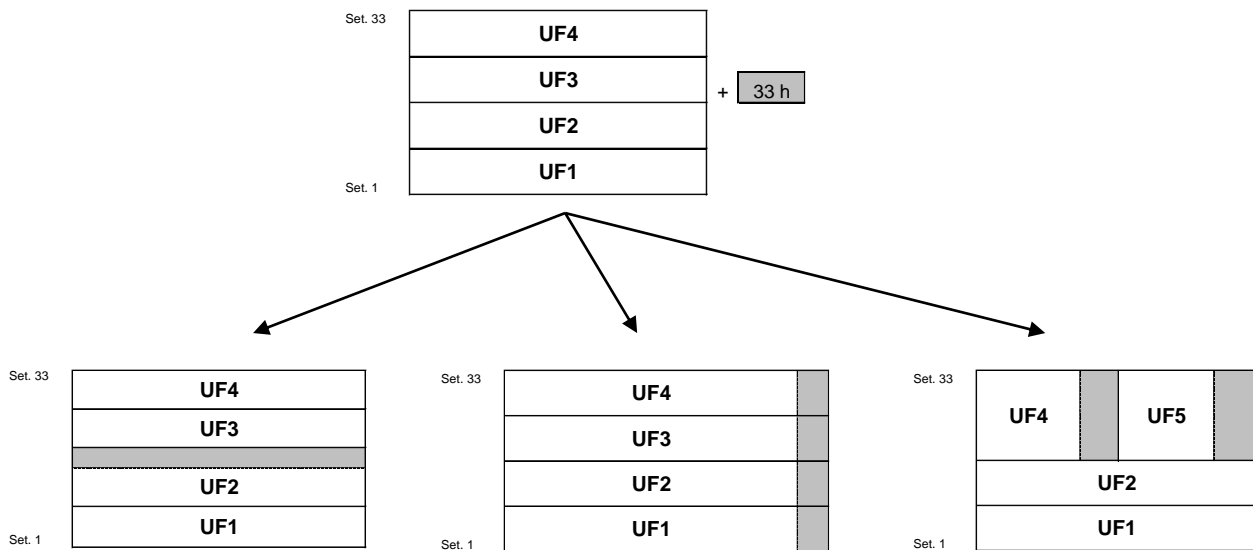 Set. 33
UF4
UF3
+ 33 h
UF2
UF1
Set. 1
Set. 33
UF4
UF3
UF2
UF1
Set. 1
Set. 33
UF4
UF3
UF2
UF1
Set. 1
Set. 33
UF4 UF5
UF2
UF1
Set. 1